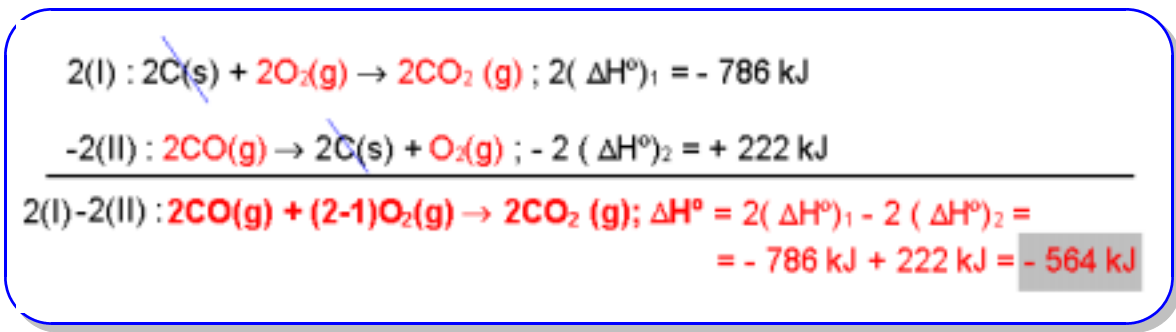 2(I) : 2C(s) + 2O₂(g) → 2CO₂ (g) ; 2( ΔHº)₁ = - 786 kJ
-2(II) : 2CO(g) → 2C(s) + O₂(g) ; - 2 ( ΔHº)₂ = + 222 kJ
2(I)-2(II) : 2CO(g) + (2-1)O₂(g) → 2CO₂ (g); ΔHº = 2( ΔHº)₁ - 2 ( ΔHº)₂ =
= - 786 kJ + 222 kJ = - 564 kJ